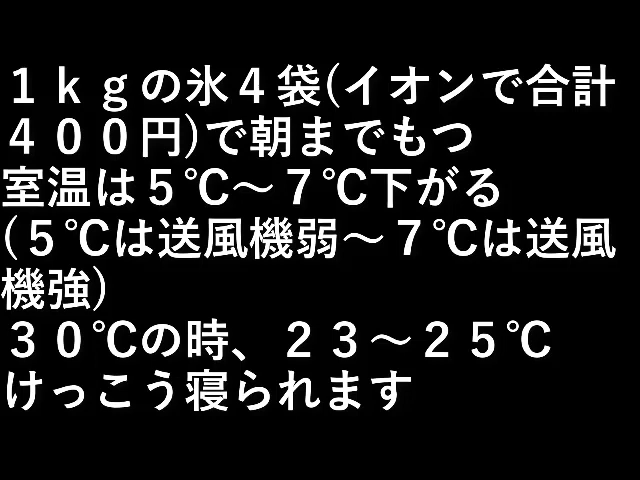 １ｋｇの氷４袋(イオンで合計
４００円)で朝までもつ
室温は５℃～７℃下がる
(５℃は送風機弱～７℃は送風
機強)
３０℃の時、２３～２５℃
けっこう寝られます